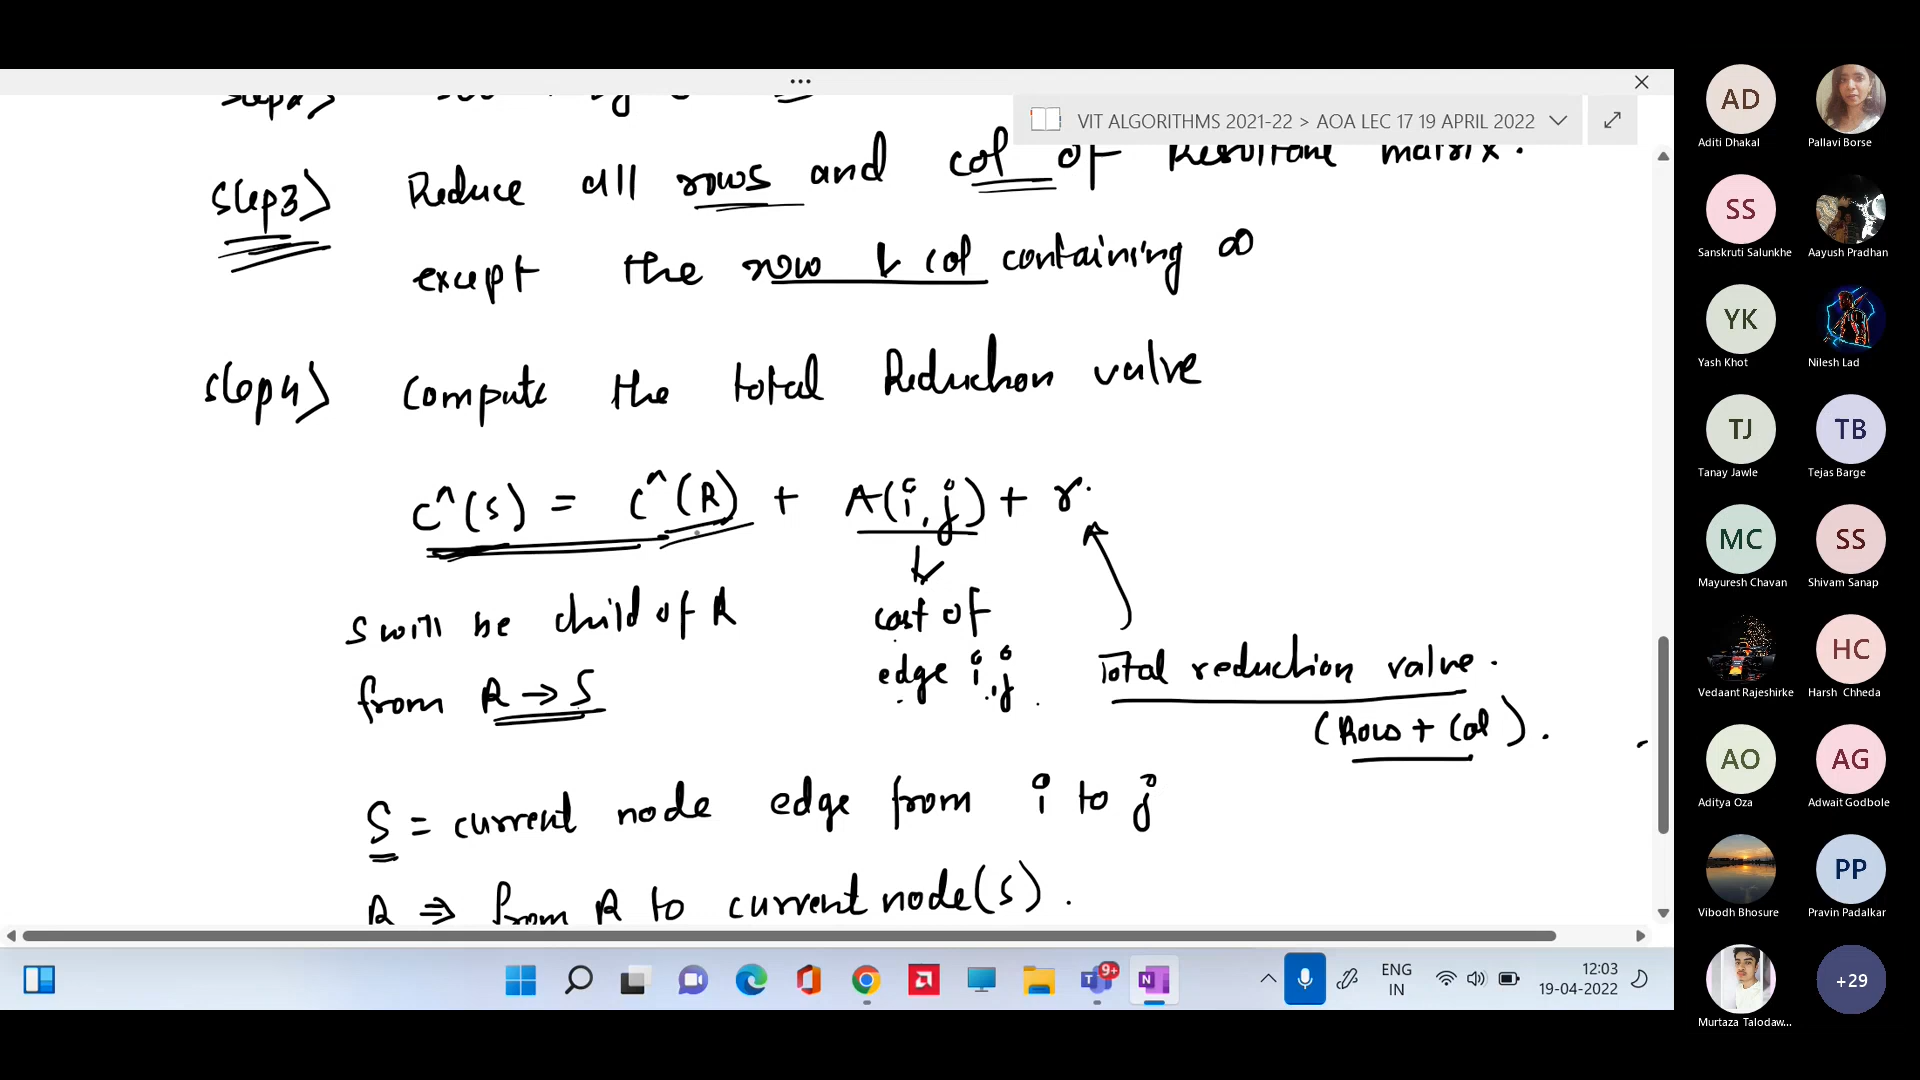 VIT ALGORITHMS 2021-22 > AOA LEC 17 19 APRIL 2022
step3) Reduce all rows and col of Resultant matrix.
except the row & col containing ∞
step4) compute the total Reduction value
C^(s) = C^(R) + A(i,j) + r.
s will be child of R
from R → S
cost of
edge i,j.
Total reduction value.
(Rows + Col).
S = current node edge from i to j
R ⇒ from R to current node(s).
ENG
IN
12:03
19-04-2022
9+
AD
Aditi Dhakal
Pallavi Borse
SS
Sanskruti Salunkhe
Aayush Pradhan
YK
Yash Khot
Nilesh Lad
TJ
Tanay Jawle
TB
Tejas Barge
MC
Mayuresh Chavan
SS
Shivam Sanap
Vedaant Rajeshirke
HC
Harsh Chheda
AO
Aditya Oza
AG
Adwait Godbole
Vibodh Bhosure
PP
Pravin Padalkar
Murtaza Talodaw...
+29